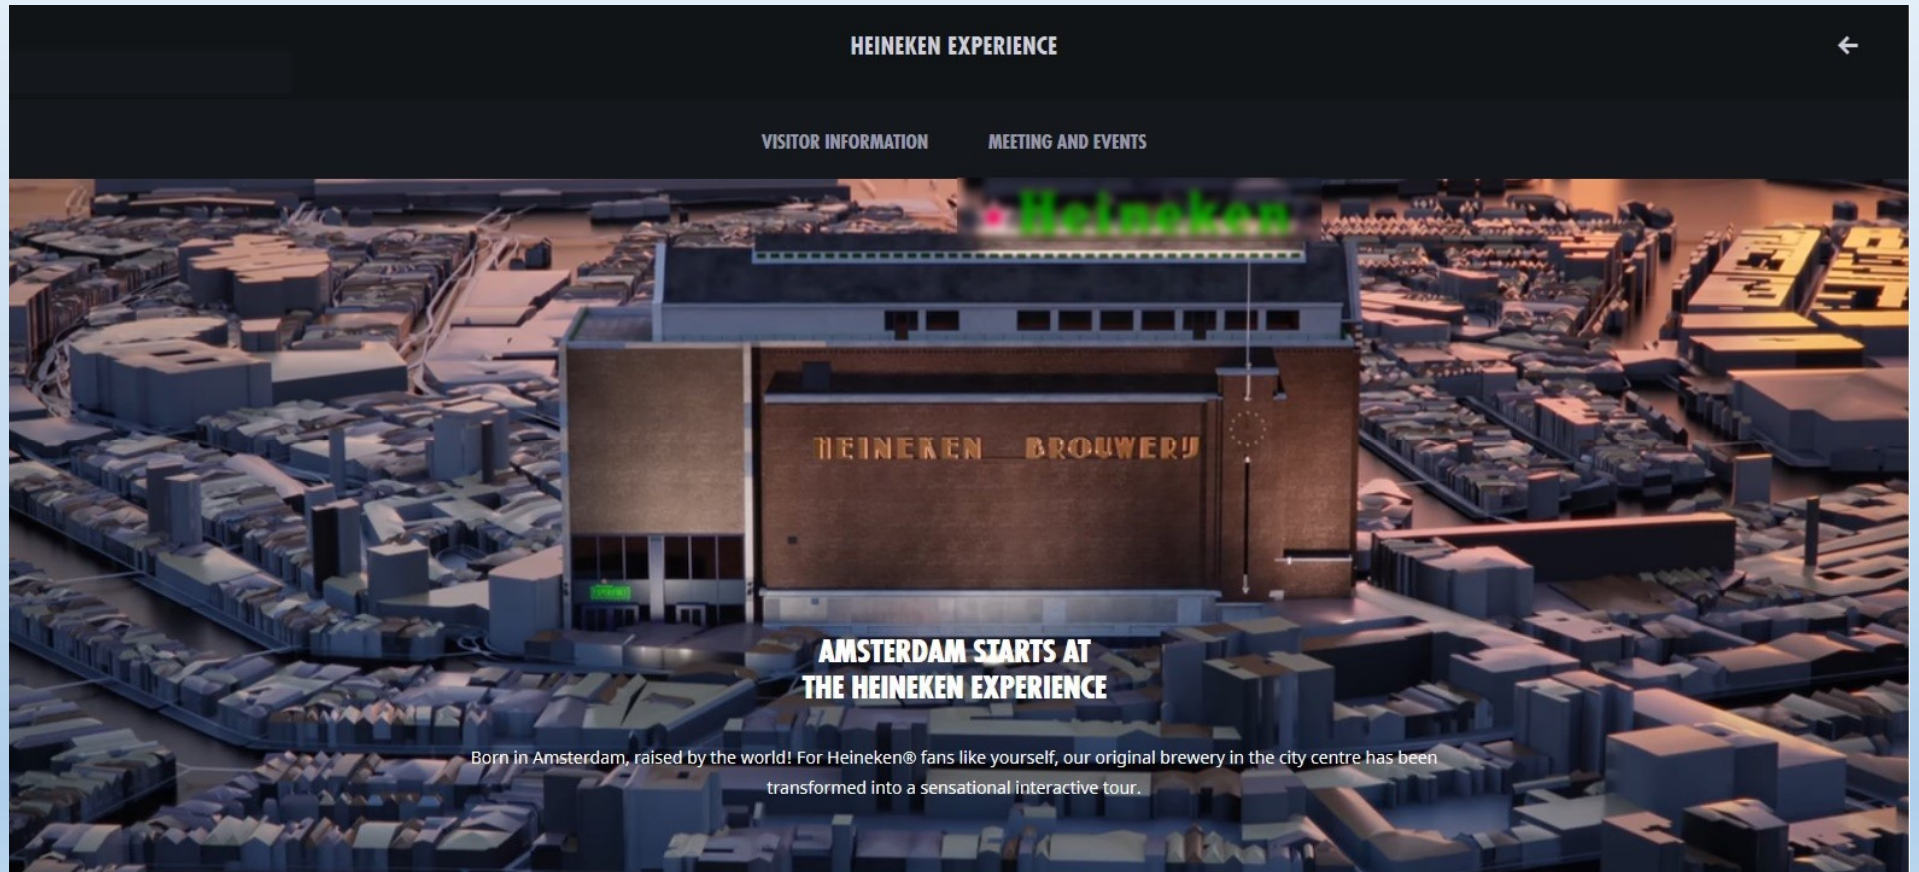 HEINEKEN EXPERIENCE
VISITOR INFORMATION MEETING AND EVENTS
Heineken
HEINEKEN BROUWERIJ
AMSTERDAM STARTS AT
THE HEINEKEN EXPERIENCE
Born in Amsterdam, raised by the world! For Heineken® fans like yourself, our original brewery in the city centre has been
transformed into a sensational interactive tour.